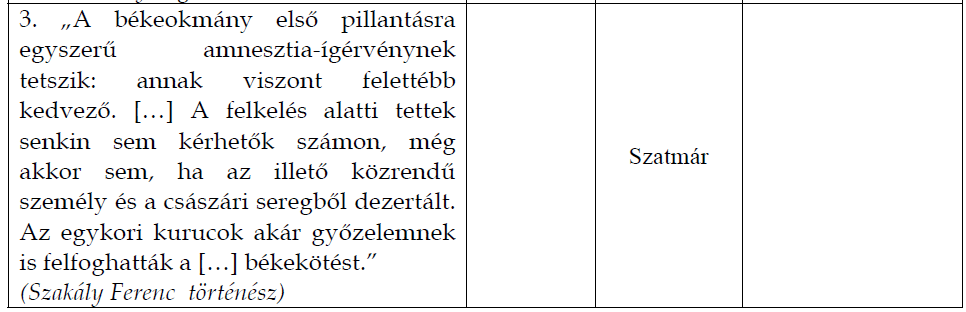 3. „A békeokmány első pillantásra
egyszerű amnesztia-ígérvénynek
tetszik: annak viszont felettébb
kedvező. […] A felkelés alatti tettek
senkin sem kérhetők számon, még
akkor sem, ha az illető közrendű
személy és a császári seregből dezertált.
Az egykori kurucok akár győzelemnek
is felfoghatták a […] békekötést.”
(Szakály Ferenc történész)
Szatmár